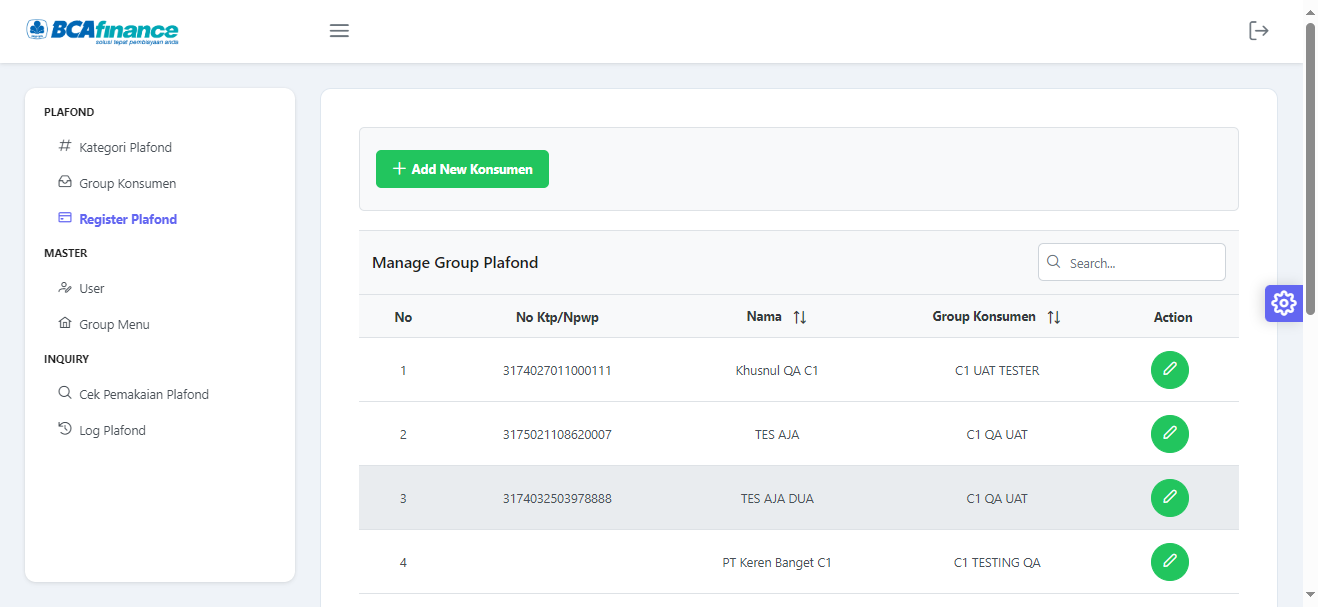 BCAfinance
solusi tepat pembiayaan anda
PLAFOND
Kategori Plafond
Group Konsumen
Register Plafond
MASTER
User
Group Menu
INQUIRY
Cek Pemakaian Plafond
Log Plafond
Add New Konsumen
Manage Group Plafond
Search...
No No Ktp/Npwp Nama Group Konsumen Action
1 3174027011000111 Khusnul QA C1 C1 UAT TESTER
2 3175021108620007 TES AJA C1 QA UAT
3 3174032503978888 TES AJA DUA C1 QA UAT
4 PT Keren Banget C1 C1 TESTING QA